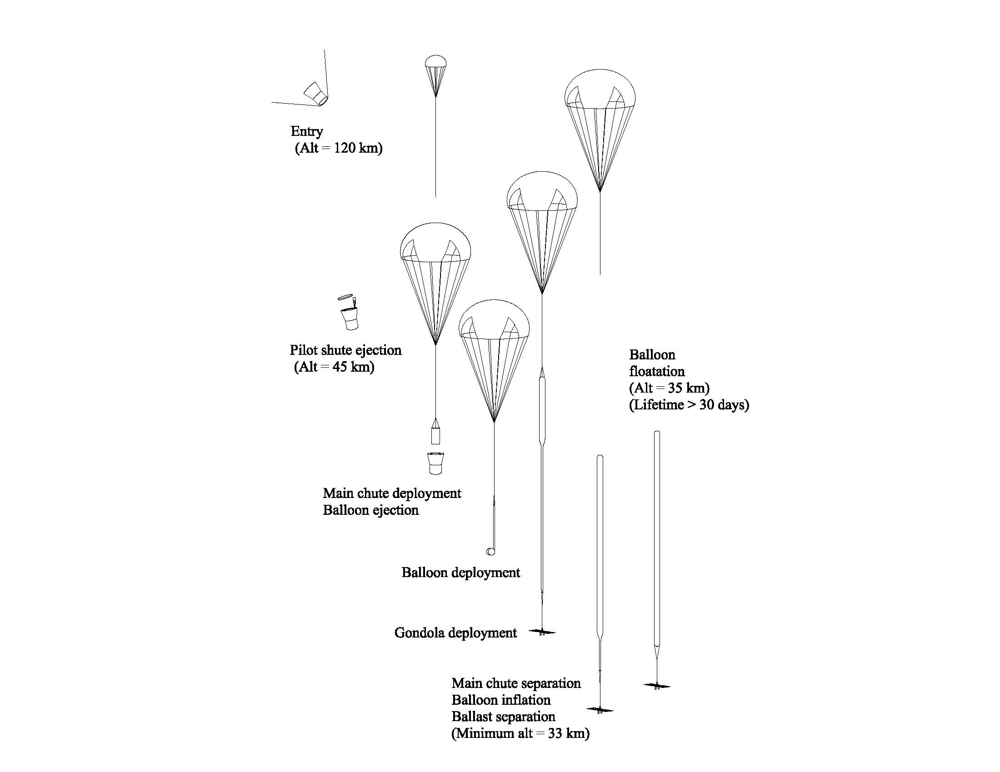 Entry
(Alt = 120 km)
Pilot shute ejection
(Alt = 45 km)
Main chute deployment
Balloon ejection
Balloon deployment
Gondola deployment
Main chute separation
Balloon inflation
Ballast separation
(Minimum alt = 33 km)
Balloon
floatation
(Alt = 35 km)
(Lifetime > 30 days)